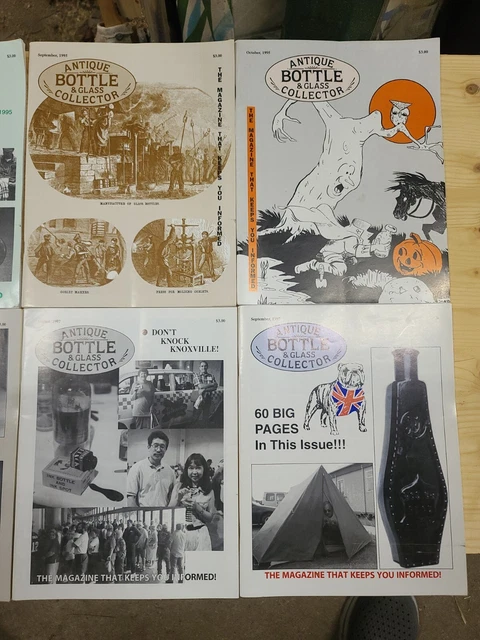 $3.00
1995
September, 1995
ANTIQUE
BOTTLE
& GLASS
COLLECTOR
THE MAGAZINE THAT KEEPS YOU INFORMED
MANUFACTURE OF GLASS BOTTLES.
October, 1995
$3.00
ANTIQUE
BOTTLE
& GLASS
COLLECTOR
THE MAGAZINE THAT KEEPS YOU INFORMED
$3.00
ANTIQUE
BOTTLE
& GLASS
COLLECTOR
DON'T
KNOCK
KNOXVILLE!
THE MAGAZINE THAT KEEPS YOU INFORMED!
September,
ANTIQUE
BOTTLE
& GLASS
COLLECTOR
60 BIG
PAGES
In This Issue!!!
THE MAGAZINE THAT KEEPS YOU INFORMED!